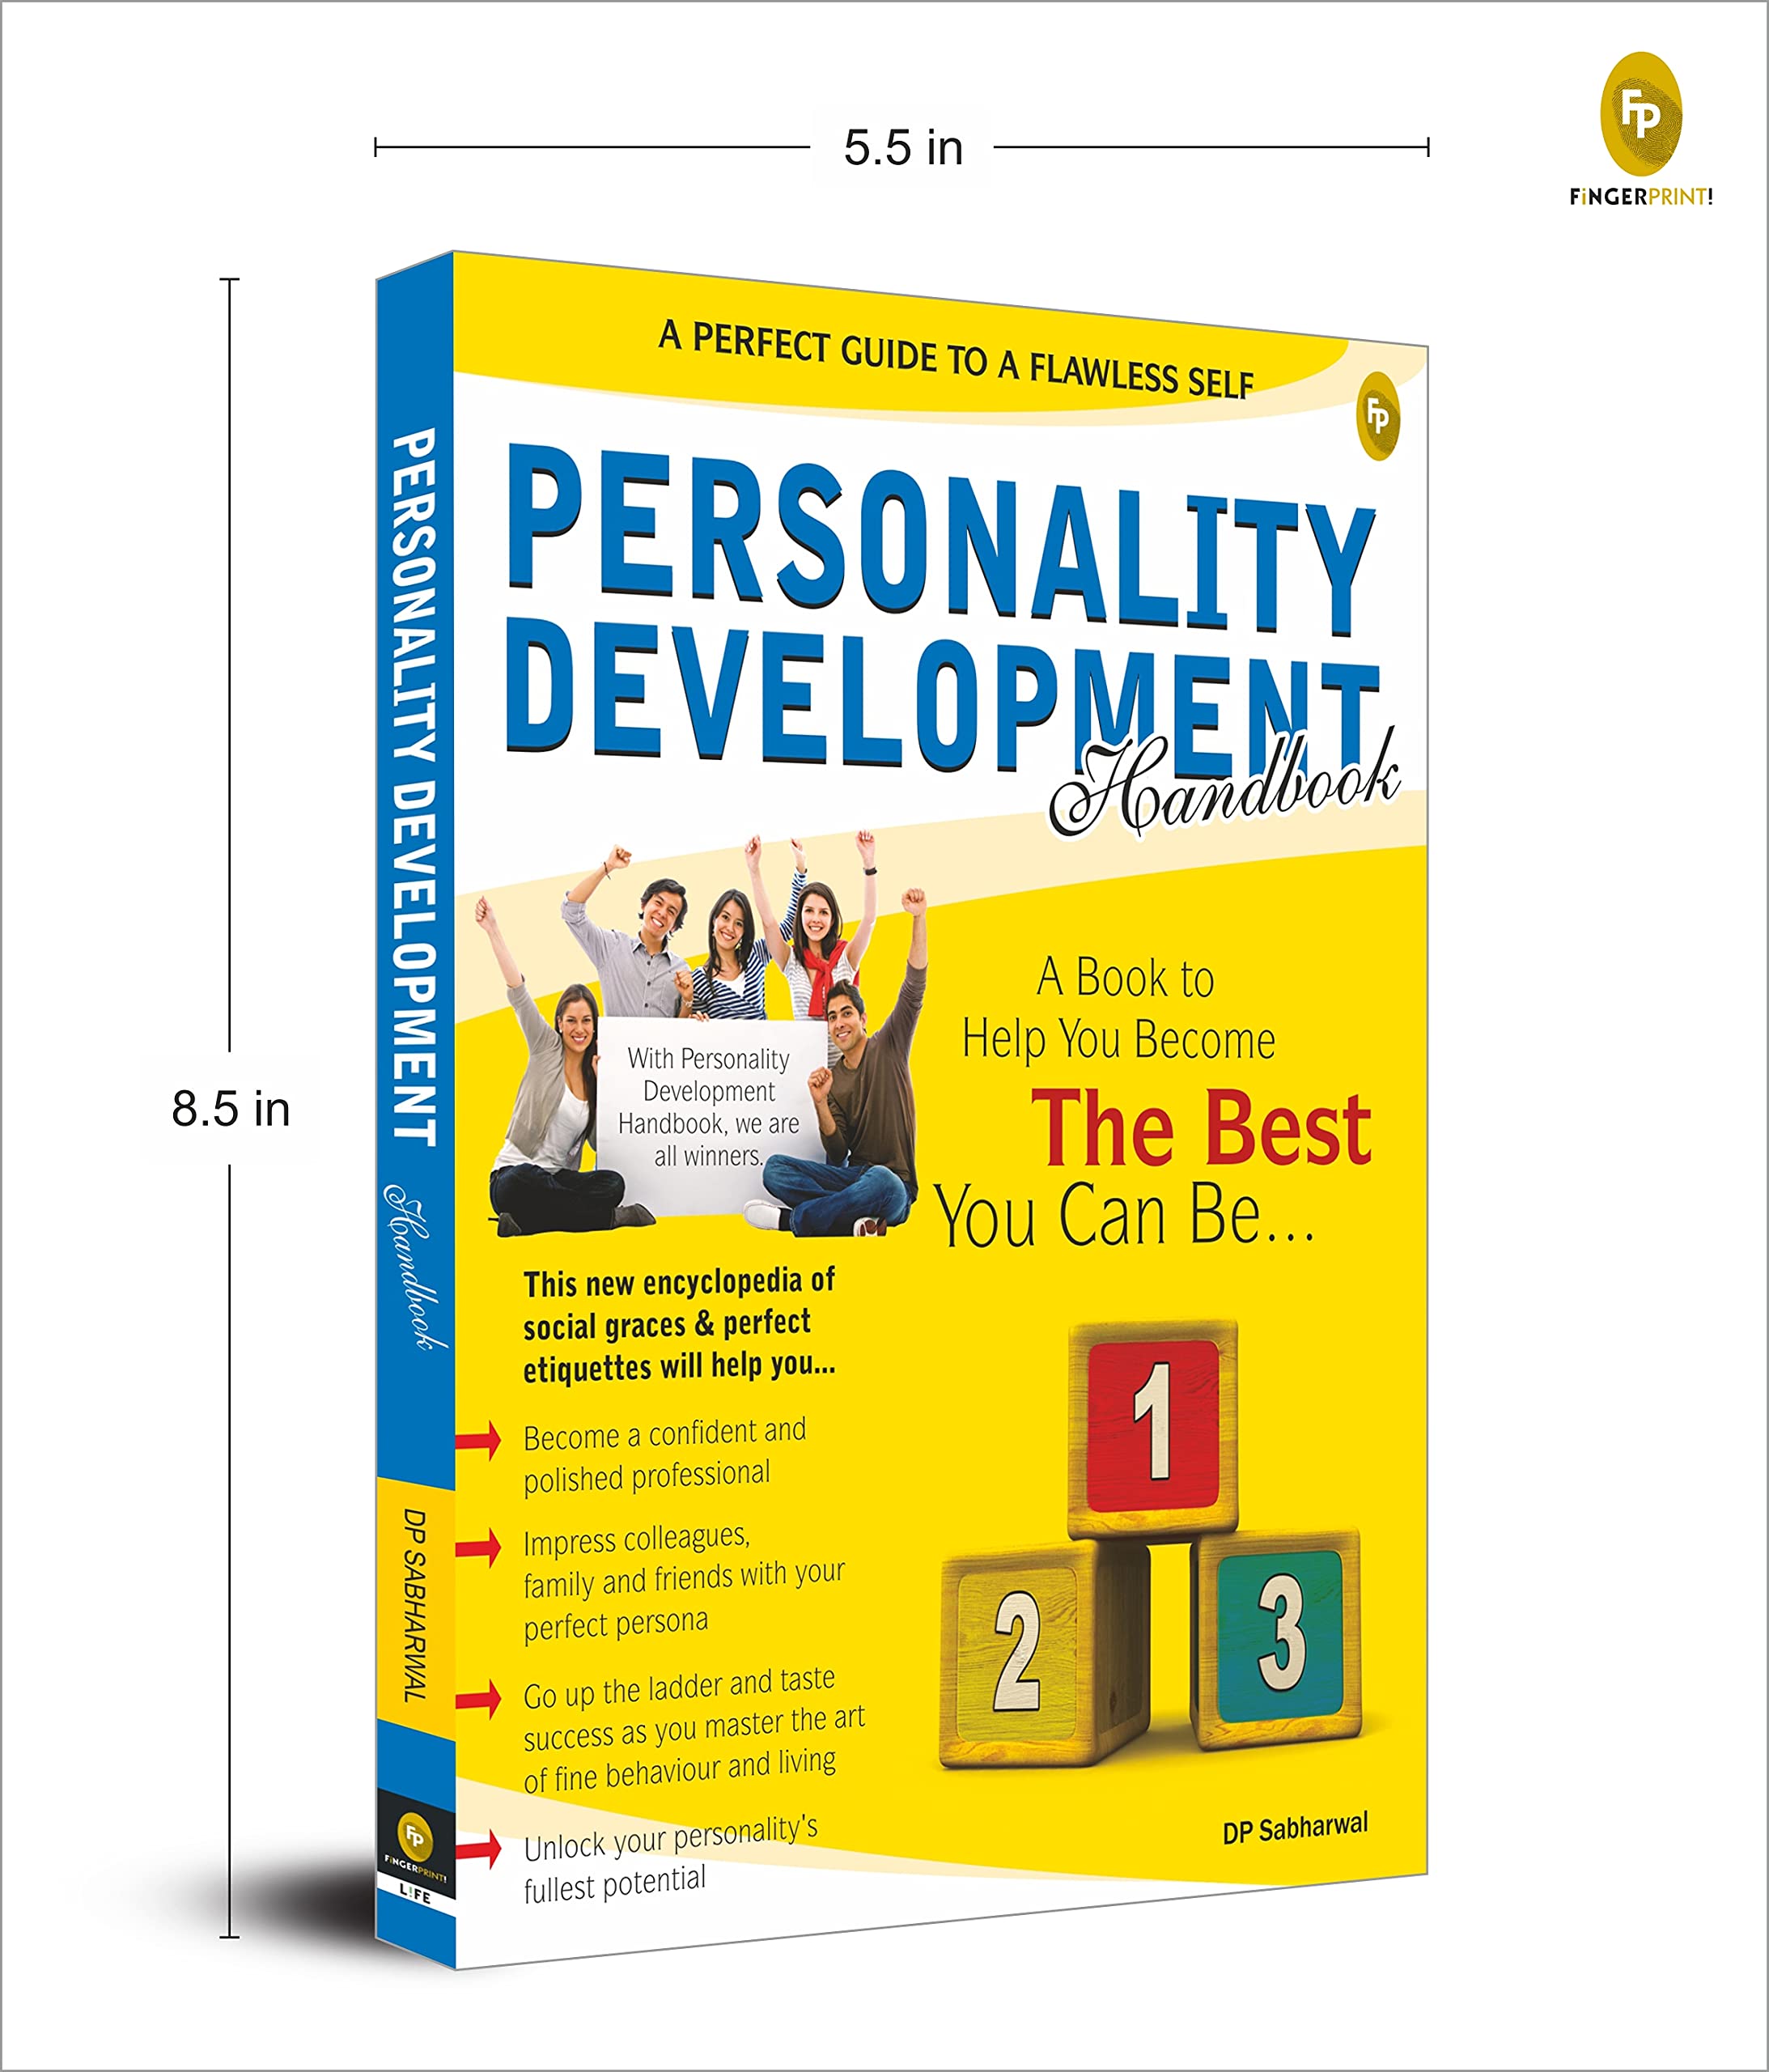 5.5 in
FP
FiNGERPRINT!
8.5 in
PERSONALITY DEVELOPMENT Handbook
DP SABHARWAL
FP
FiNGERPRINT!
L!FE
A PERFECT GUIDE TO A FLAWLESS SELF
FP
PERSONALITY
DEVELOPMENT
Handbook
With Personality
Development
Handbook, we are
all winners.
A Book to
Help You Become
The Best
You Can Be...
This new encyclopedia of
social graces & perfect
etiquettes will help you...
Become a confident and
polished professional
Impress colleagues,
family and friends with your
perfect persona
Go up the ladder and taste
success as you master the art
of fine behaviour and living
Unlock your personality's
fullest potential
1
2
3
DP Sabharwal